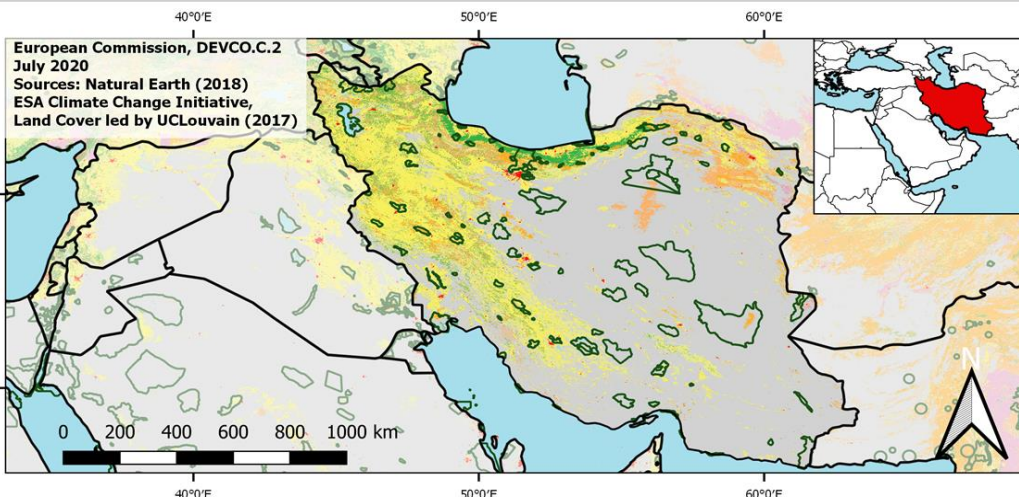 40°0'E 50°0'E 60°0'E
European Commission, DEVCO.C.2
July 2020
Sources: Natural Earth (2018)
ESA Climate Change Initiative,
Land Cover led by UCLouvain (2017)
N
0 200 400 600 800 1000 km
40°0'E 50°0'E 60°0'E